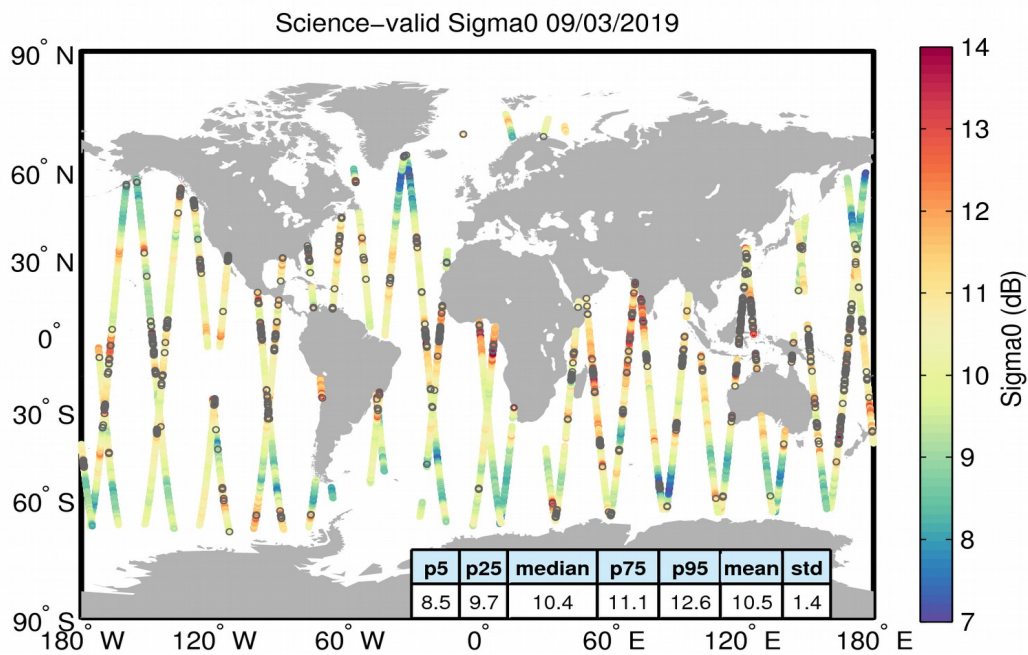 Science−valid Sigma0 09/03/2019
90° N
60° N
30° N
0°
30° S
60° S
90° S
180° W
120° W
60° W
0°
60° E
120° E
180° E
p5 p25 median p75 p95 mean std
8.5 9.7 10.4 11.1 12.6 10.5 1.4
14
13
12
11
10
9
8
7
Sigma0 (dB)